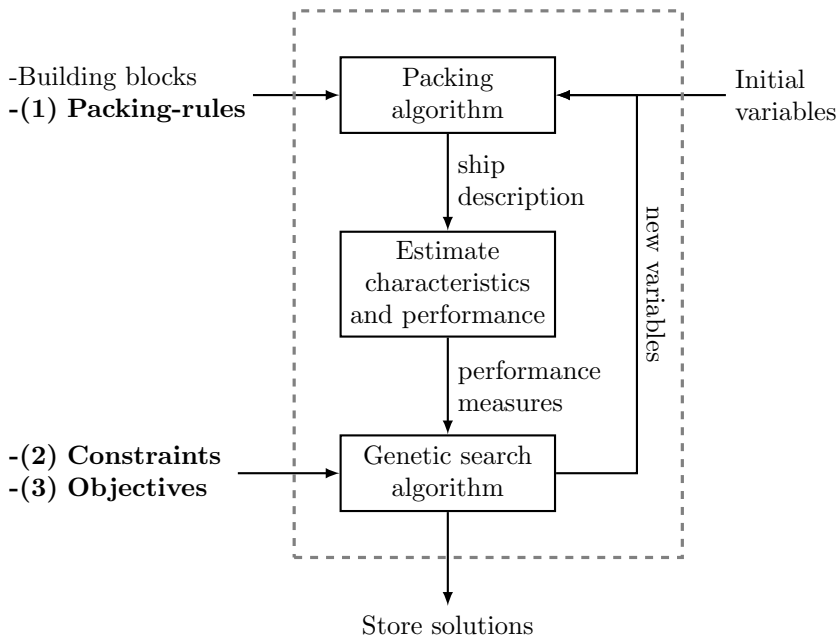 -Building blocks
-(1) Packing-rules
Packing
algorithm
Initial
variables
ship
description
new variables
Estimate
characteristics
and performance
performance
measures
-(2) Constraints
-(3) Objectives
Genetic search
algorithm
Store solutions